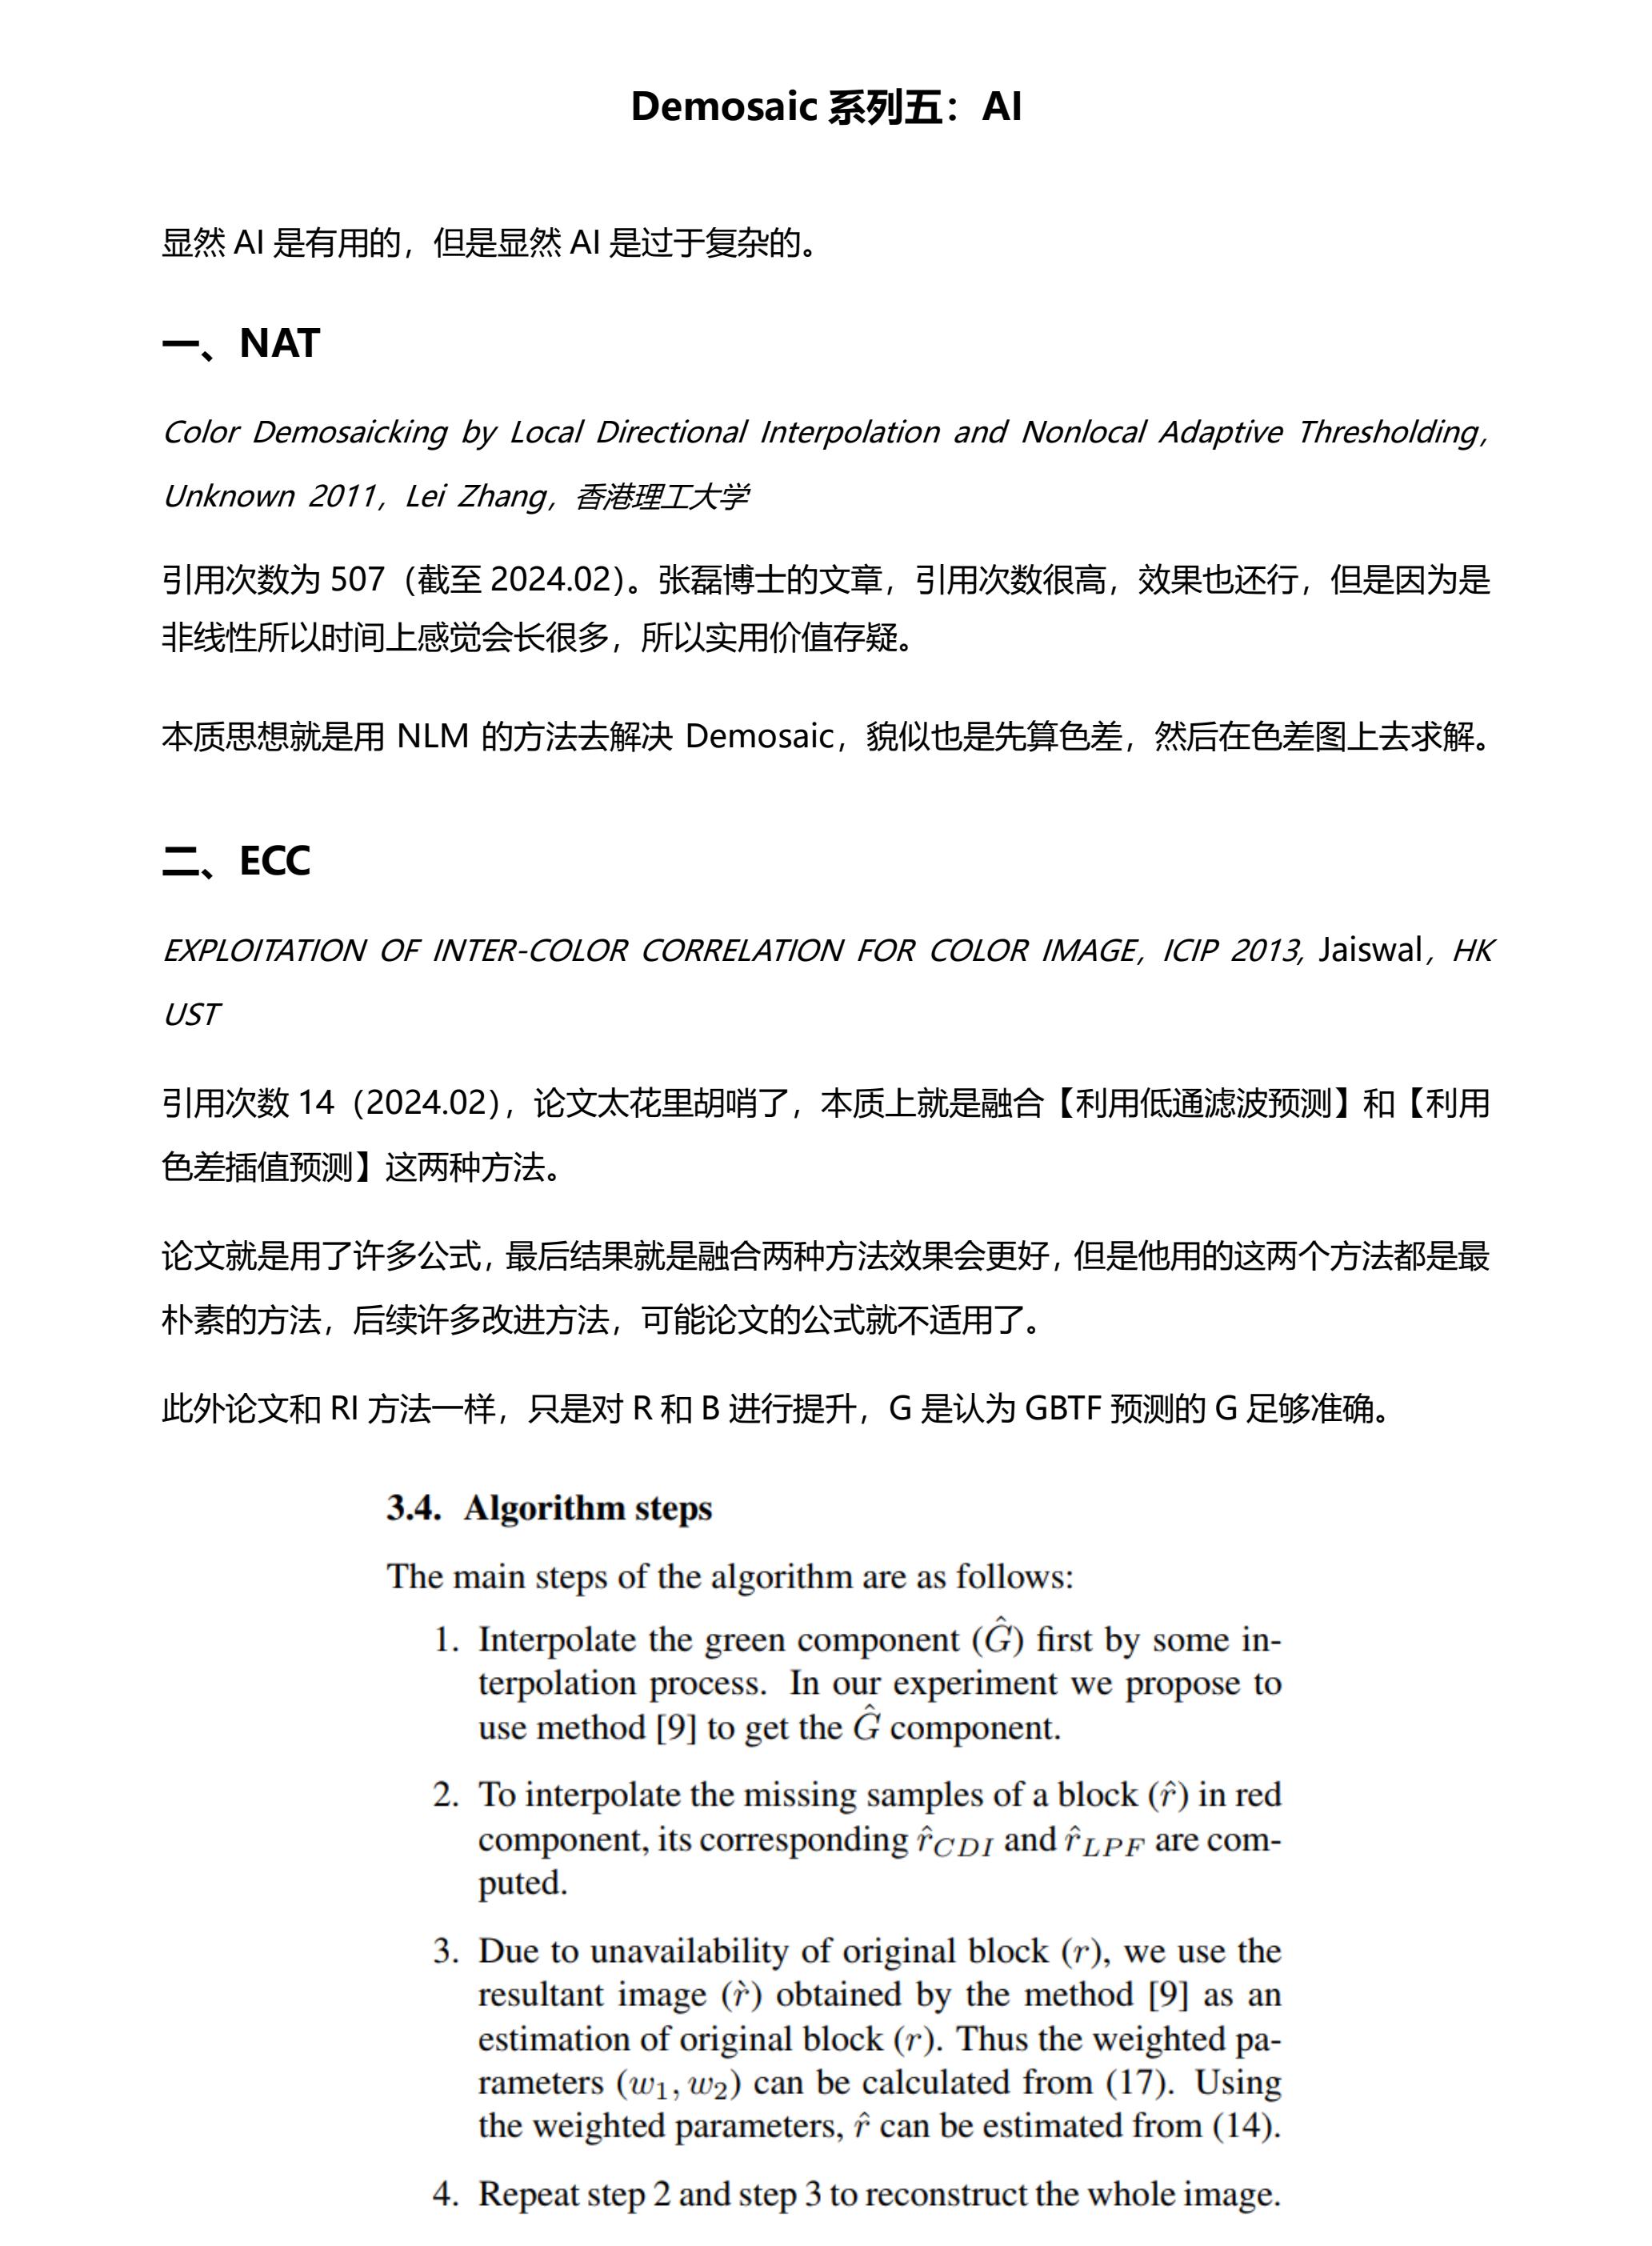 Demosaic 系列五：AI
显然 AI 是有用的，但是显然 AI 是过于复杂的。
一、NAT
Color Demosaicking by Local Directional Interpolation and Nonlocal Adaptive Thresholding，
Unknown 2011，Lei Zhang，香港理工大学
引用次数为 507（截至 2024.02）。张磊博士的文章，引用次数很高，效果也还行，但是因为是
非线性所以时间上感觉会长很多，所以实用价值存疑。
本质思想就是用 NLM 的方法去解决 Demosaic，貌似也是先算色差，然后在色差图上去求解。
二、ECC
EXPLOITATION OF INTER-COLOR CORRELATION FOR COLOR IMAGE，ICIP 2013, Jaiswal，HK
UST
引用次数 14（2024.02），论文太花里胡哨了，本质上就是融合【利用低通滤波预测】和【利用
色差插值预测】这两种方法。
论文就是用了许多公式，最后结果就是融合两种方法效果会更好，但是他用的这两个方法都是最
朴素的方法，后续许多改进方法，可能论文的公式就不适用了。
此外论文和 RI 方法一样，只是对 R 和 B 进行提升，G 是认为 GBTF 预测的 G 足够准确。
3.4. Algorithm steps
The main steps of the algorithm are as follows:
1. Interpolate the green component (Ĝ) first by some in-
terpolation process. In our experiment we propose to
use method [9] to get the Ĝ component.
2. To interpolate the missing samples of a block (r̂) in red
component, its corresponding r̂_CDI and r̂_LPF are com-
puted.
3. Due to unavailability of original block (r), we use the
resultant image (r̀) obtained by the method [9] as an
estimation of original block (r). Thus the weighted pa-
rameters (w₁, w₂) can be calculated from (17). Using
the weighted parameters, r̂ can be estimated from (14).
4. Repeat step 2 and step 3 to reconstruct the whole image.